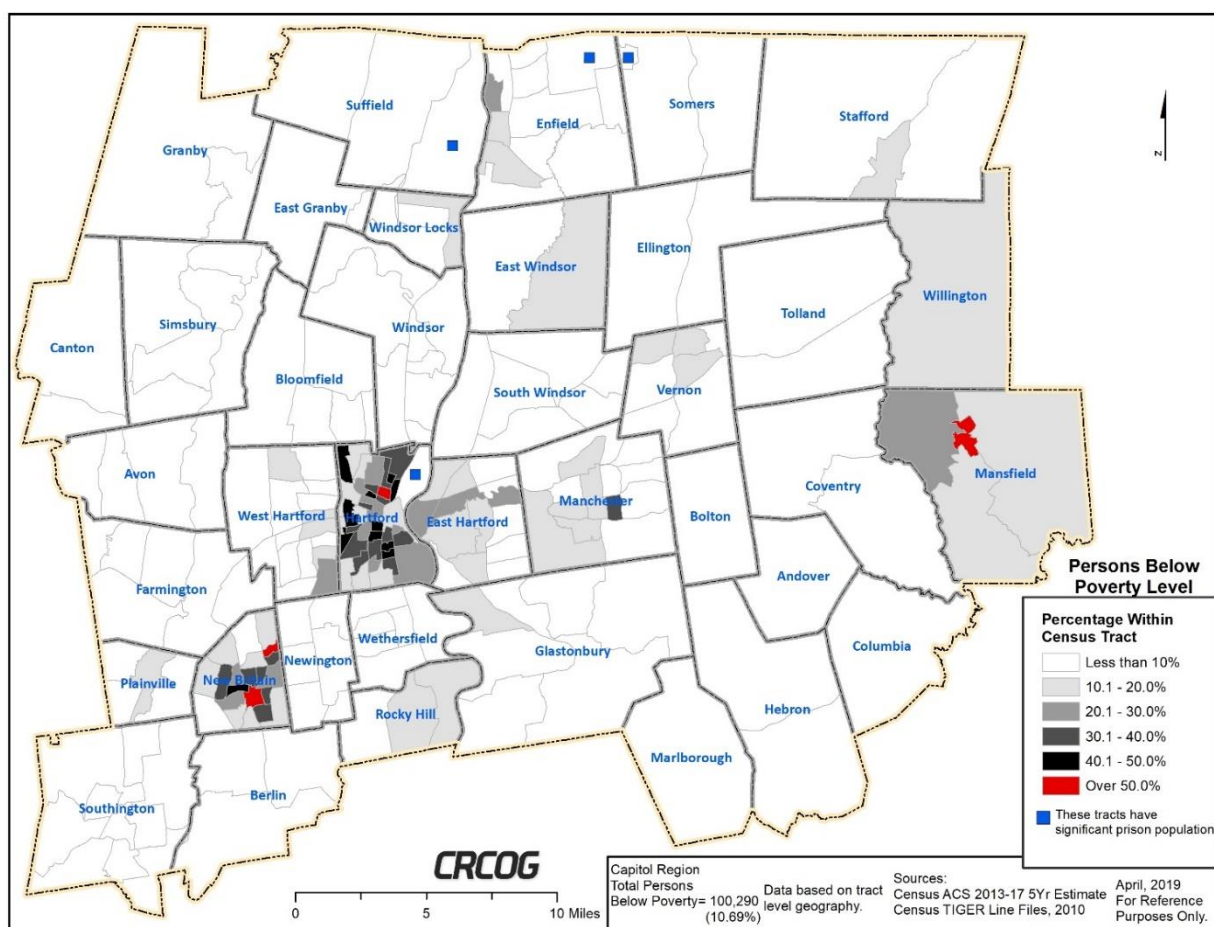 Suffield
Enfield
Somers
Stafford
Granby
East Granby
Windsor Locks
East Windsor
Ellington
Willington
Tolland
Simsbury
Windsor
Canton
Bloomfield
South Windsor
Vernon
Avon
Mansfield
Coventry
Manchester
West Hartford
Hartford
East Hartford
Bolton
Andover
Farmington
Wethersfield
Newington
Glastonbury
Columbia
Plainville
New Britain
Hebron
Rocky Hill
Marlborough
Berlin
Southington
Z
Persons Below
Poverty Level
Percentage Within
Census Tract
Less than 10%
10.1 - 20.0%
20.1 - 30.0%
30.1 - 40.0%
40.1 - 50.0%
Over 50.0%
These tracts have
significant prison population
CRCOG
0 5 10 Miles
Capitol Region
Total Persons
Below Poverty= 100,290
(10.69%)
Data based on tract
level geography.
Sources:
Census ACS 2013-17 5Yr Estimate
Census TIGER Line Files, 2010
April, 2019
For Reference
Purposes Only.